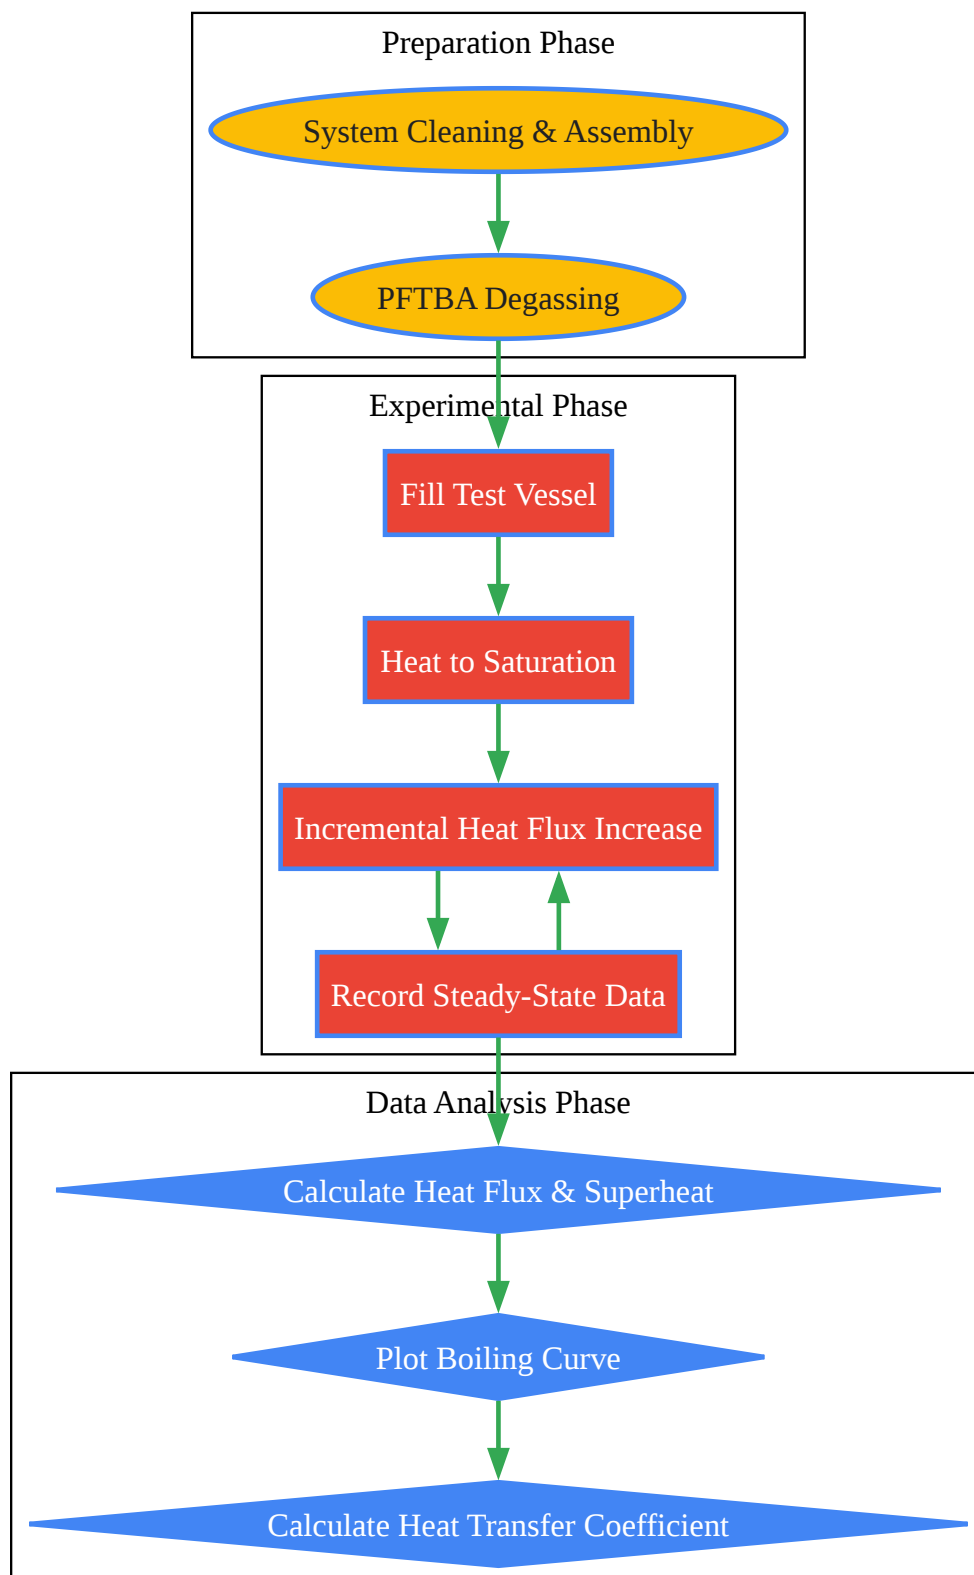 Preparation Phase
System Cleaning & Assembly
PFTBA Degassing
Experimental Phase
Fill Test Vessel
Heat to Saturation
Incremental Heat Flux Increase
Record Steady-State Data
Data Analysis Phase
Calculate Heat Flux & Superheat
Plot Boiling Curve
Calculate Heat Transfer Coefficient